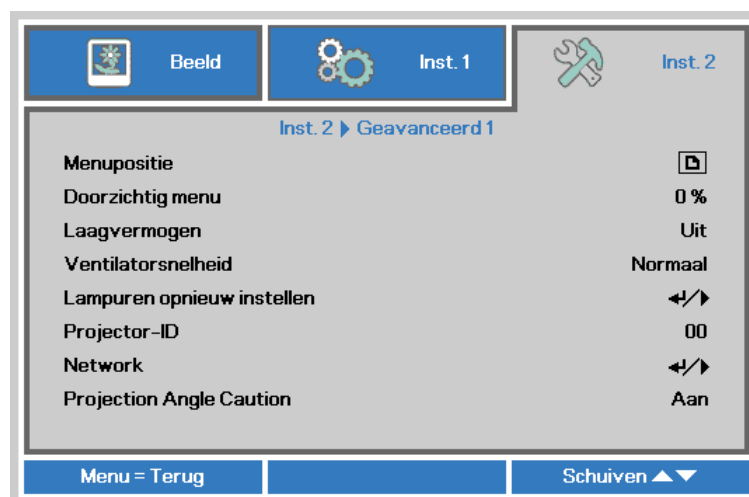 Beeld
Inst. 1
Inst. 2
Inst. 2 ▶ Geavanceerd 1
Menupositie
Doorzichtig menu 0 %
Laagvermogen Uit
Ventilatorsnelheid Normaal
Lampuren opnieuw instellen ↵/▶
Projector-ID 00
Network ↵/▶
Projection Angle Caution Aan
Menu = Terug
Schuiven ▲▼